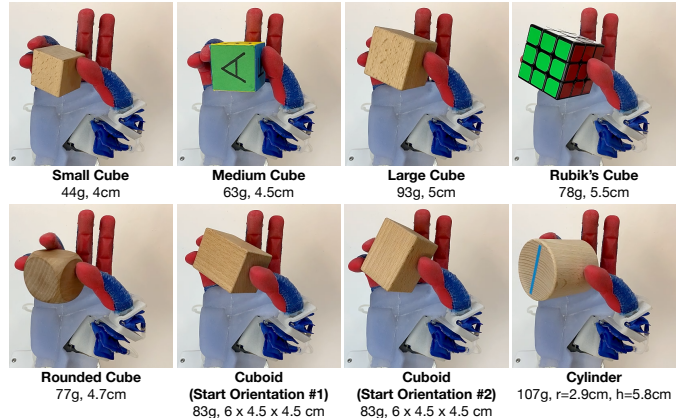 Small Cube
44g, 4cm
A
Medium Cube
63g, 4.5cm
Large Cube
93g, 5cm
Rubik's Cube
78g, 5.5cm
Rounded Cube
77g, 4.7cm
Cuboid
(Start Orientation #1)
83g, 6 x 4.5 x 4.5 cm
Cuboid
(Start Orientation #2)
83g, 6 x 4.5 x 4.5 cm
Cylinder
107g, r=2.9cm, h=5.8cm